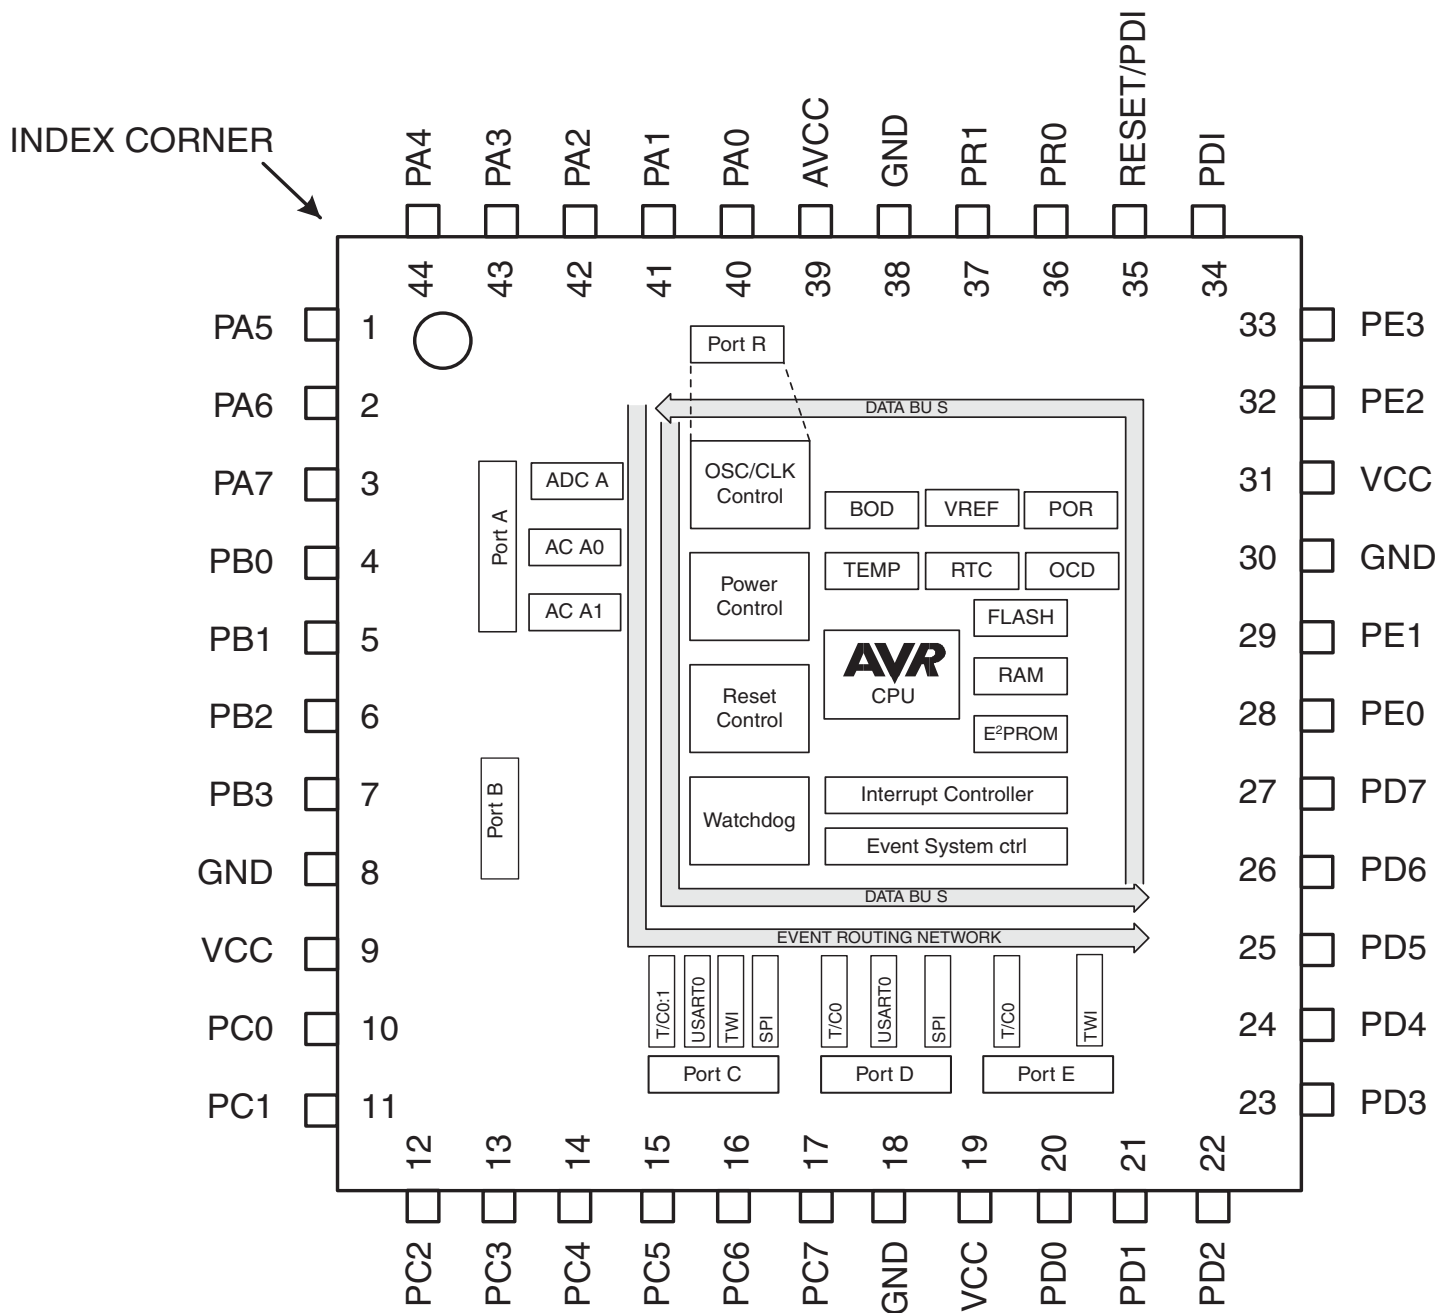 INDEX CORNER
PA4
PA3
PA2
PA1
PA0
AVCC
GND
PR1
PR0
RESET/PDI
PDI
44
43
42
41
40
39
38
37
36
35
34
PA5
1
PA6
2
PA7
3
PB0
4
PB1
5
PB2
6
PB3
7
GND
8
VCC
9
PC0
10
PC1
11
33
PE3
32
PE2
31
VCC
30
GND
29
PE1
28
PE0
27
PD7
26
PD6
25
PD5
24
PD4
23
PD3
Port R
DATA BU S
OSC/CLK
Control
BOD
VREF
POR
Port A
ADC A
AC A0
AC A1
Power
Control
TEMP
RTC
OCD
FLASH
AVR
CPU
RAM
E²PROM
Reset
Control
Port B
Watchdog
Interrupt Controller
Event System ctrl
DATA BU S
EVENT ROUTING NETWORK
T/C0:1
USART0
TWI
SPI
T/C0
USART0
SPI
T/C0
TWI
Port C
Port D
Port E
12
13
14
15
16
17
18
19
20
21
22
PC2
PC3
PC4
PC5
PC6
PC7
GND
VCC
PD0
PD1
PD2